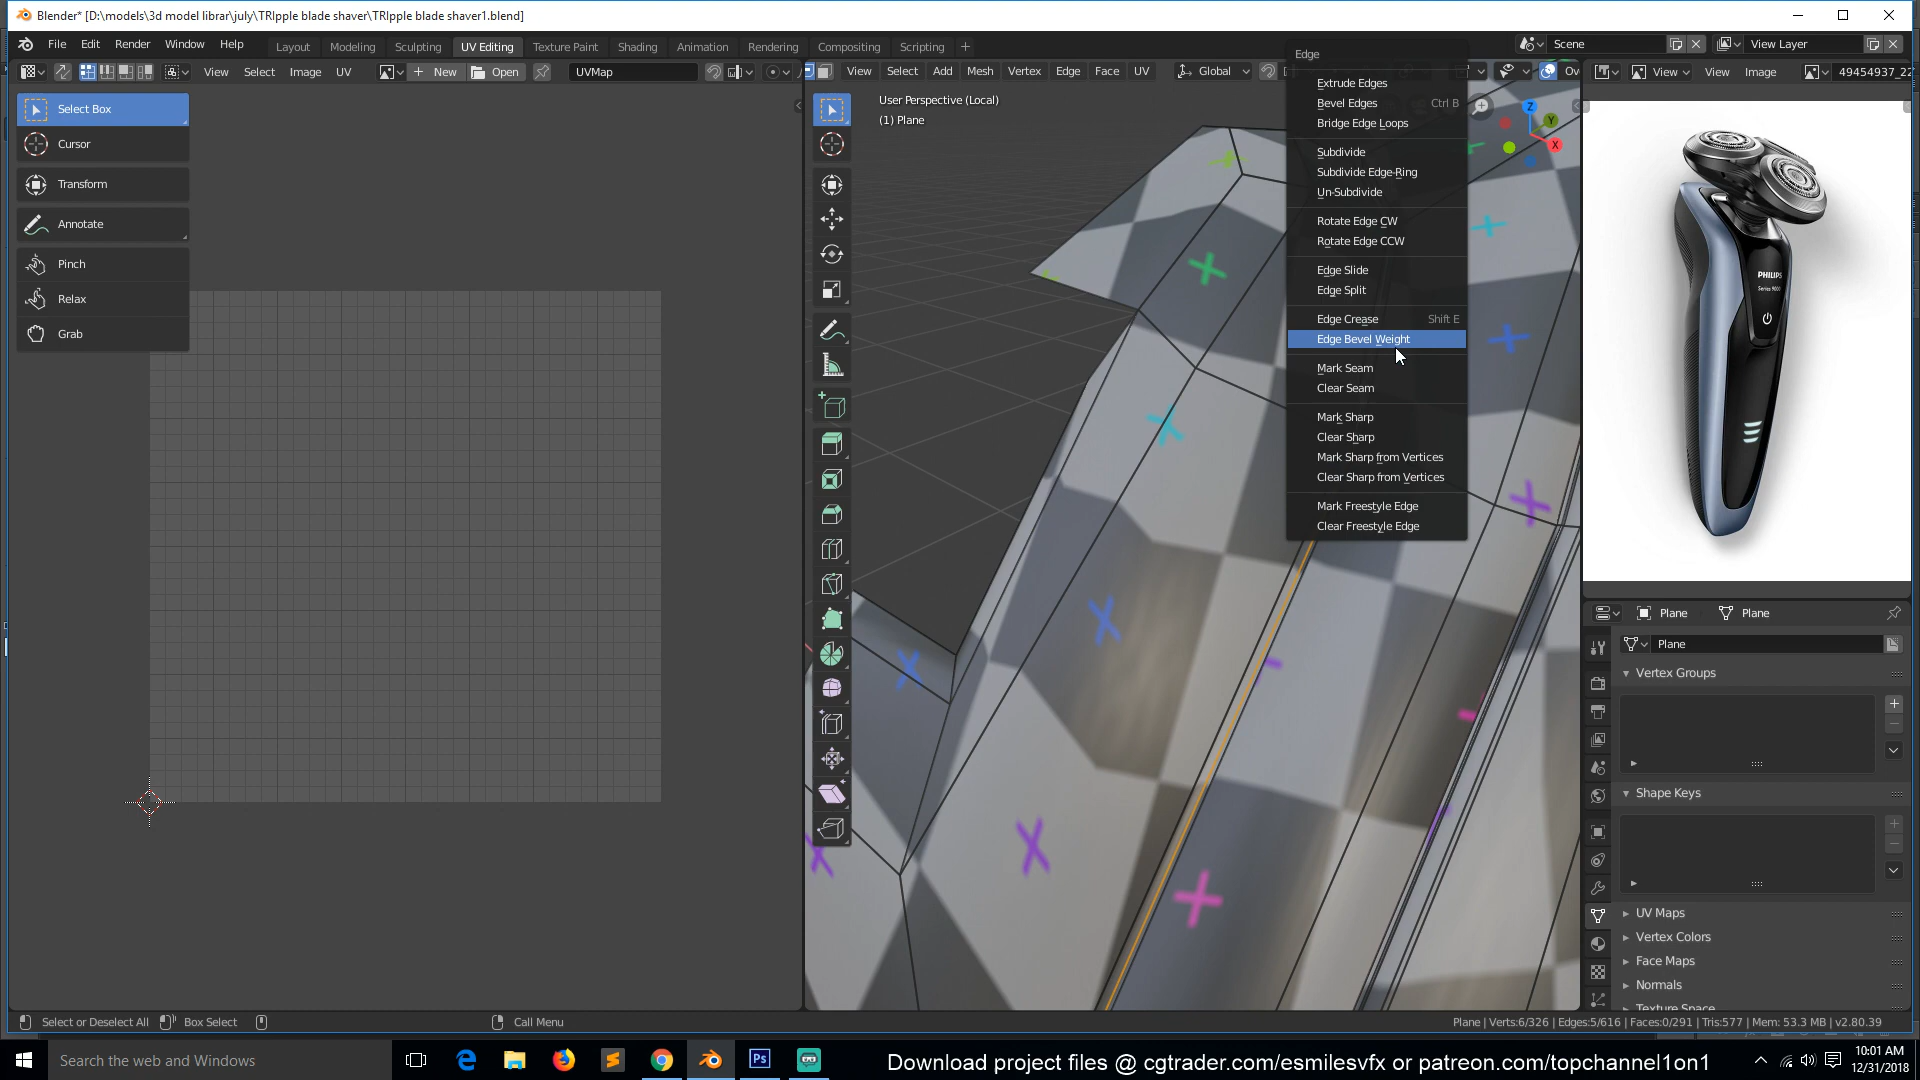 Blender* [D:\models\3d model librar\july\TRIpple blade shaver\TRIpple blade shaver1.blend]
File Edit Render Window Help
Layout Modeling Sculpting UV Editing Texture Paint Shading Animation Rendering Compositing Scripting +
Scene
View Layer
View Select Image UV
New
Open
UVMap
View Select Add Mesh Vertex Edge Face UV
Global
Ov
View
View Image
49454937_22
Select Box
Cursor
Transform
Annotate
Pinch
Relax
Grab
User Perspective (Local)
(1) Plane
Edge
Extrude Edges
Bevel Edges Ctrl B
Bridge Edge Loops
Subdivide
Subdivide Edge-Ring
Un-Subdivide
Rotate Edge CW
Rotate Edge CCW
Edge Slide
Edge Split
Edge Crease Shift E
Edge Bevel Weight
Mark Seam
Clear Seam
Mark Sharp
Clear Sharp
Mark Sharp from Vertices
Clear Sharp from Vertices
Mark Freestyle Edge
Clear Freestyle Edge
Z
Y
X
PHILIPS
Series 9000
Plane
Plane
Plane
Vertex Groups
Shape Keys
UV Maps
Vertex Colors
Face Maps
Normals
Texture Space
Select or Deselect All
Box Select
Call Menu
Plane | Verts:6/326 | Edges:5/616 | Faces:0/291 | Tris:577 | Mem: 53.3 MB | v2.80.39
Search the web and Windows
Ps
Download project files @ cgtrader.com/esmilesvfx or patreon.com/topchannel1on1
10:01 AM
12/31/2018